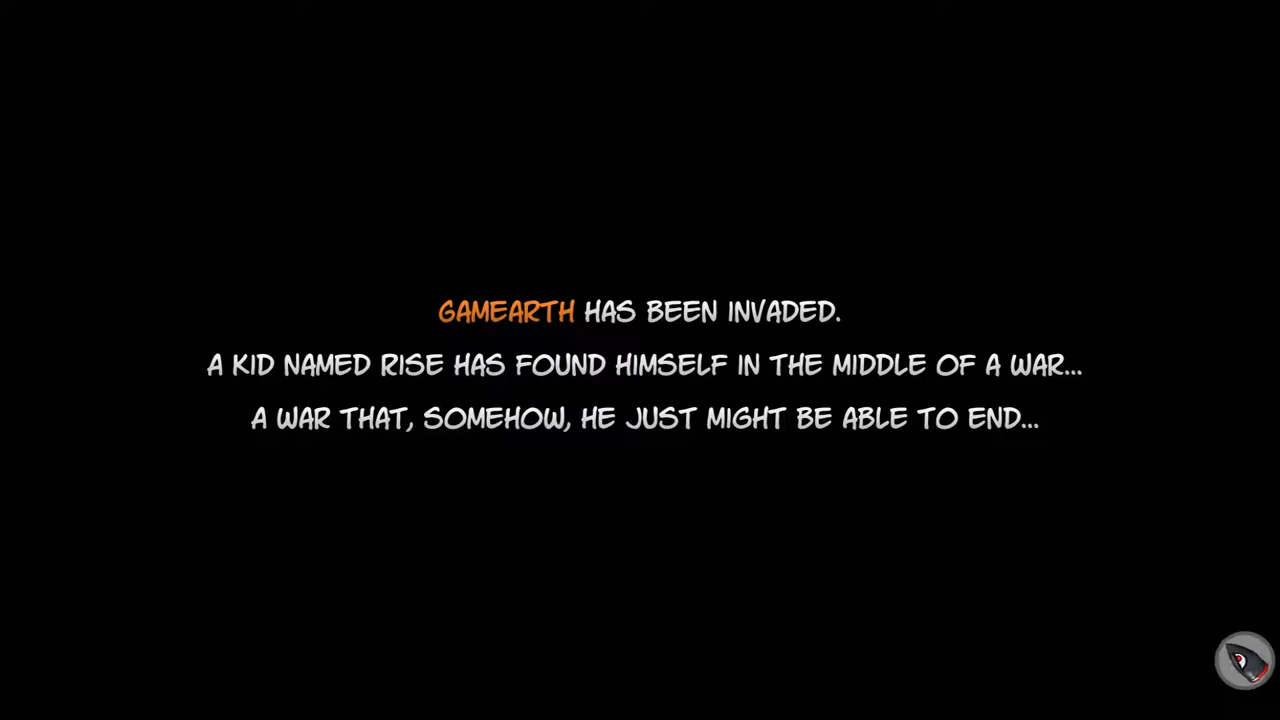 GAMEARTH HAS BEEN INVADED.
A KID NAMED RISE HAS FOUND HIMSELF IN THE MIDDLE OF A WAR...
A WAR THAT, SOMEHOW, HE JUST MIGHT BE ABLE TO END...